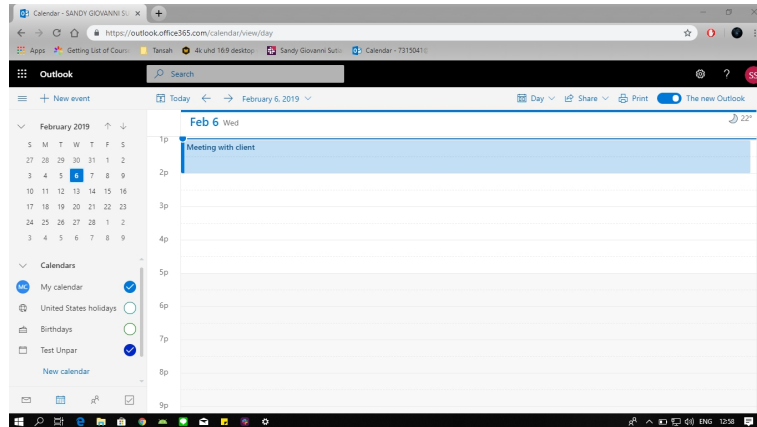 Calendar - SANDY GIOVANNI SU
https://outlook.office365.com/calendar/view/day
Apps Getting List of Cours Tansah 4k uhd 16:9 desktop Sandy Giovanni Sutis Calendar - 73150410
Outlook Search ? SS
New event Today February 6, 2019 Day Share Print The new Outlook
February 2019
Feb 6 Wed 22°
S M T W T F S
27 28 29 30 31 1 2
3 4 5 6 7 8 9
10 11 12 13 14 15 16
17 18 19 20 21 22 23
24 25 26 27 28 1 2
3 4 5 6 7 8 9
Calendars
MC My calendar
United States holidays
Birthdays
Test Unpar
New calendar
1p
Meeting with client
2p
3p
4p
5p
6p
7p
8p
9p
ENG 12:58